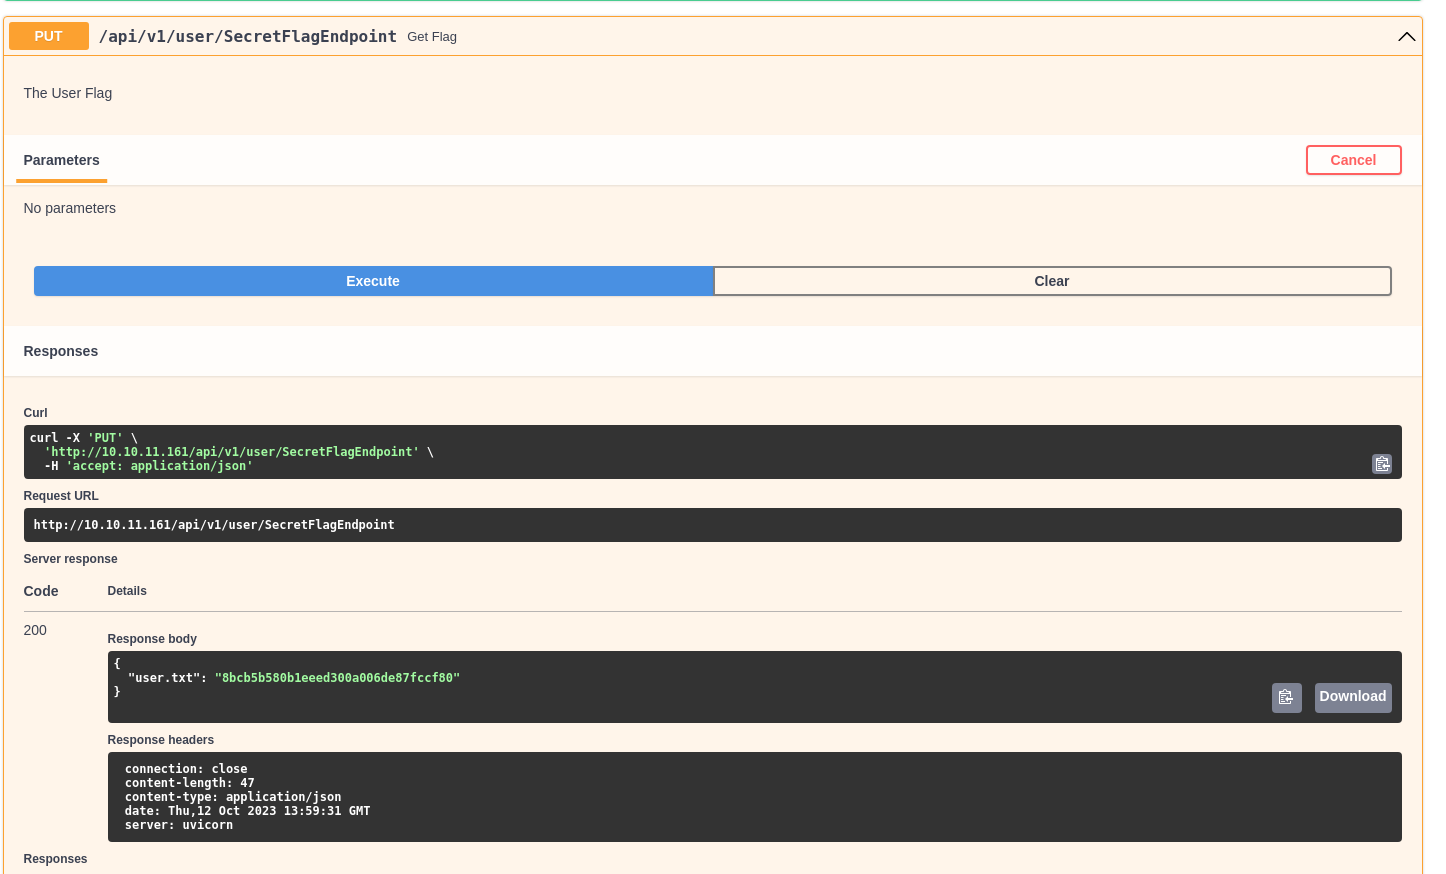 PUT /api/v1/user/SecretFlagEndpoint Get Flag
The User Flag
Parameters
Cancel
No parameters
Execute
Clear
Responses
Curl
curl -X 'PUT' \
'http://10.10.11.161/api/v1/user/SecretFlagEndpoint' \
-H 'accept: application/json'
Request URL
http://10.10.11.161/api/v1/user/SecretFlagEndpoint
Server response
Code Details
200
Response body
{
"user.txt": "8bcb5b580b1eeed300a006de87fccf80"
}
Download
Response headers
connection: close
content-length: 47
content-type: application/json
date: Thu,12 Oct 2023 13:59:31 GMT
server: uvicorn
Responses